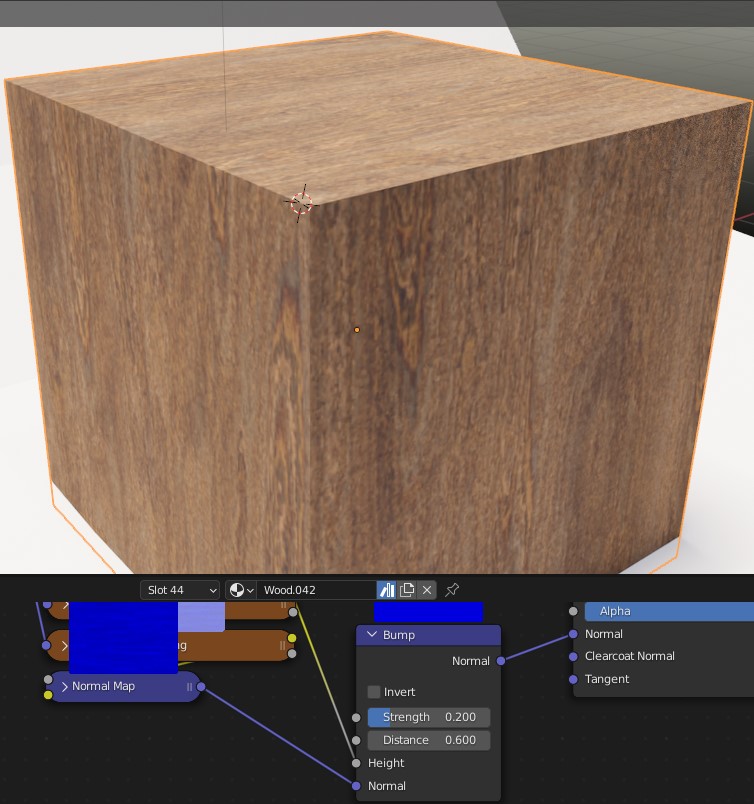 Slot 44
Wood.042
Alpha
Bump
Normal
ng
Normal
Clearcoat Normal
Tangent
Normal Map
Invert
Strength 0.200
Distance 0.600
Height
Normal